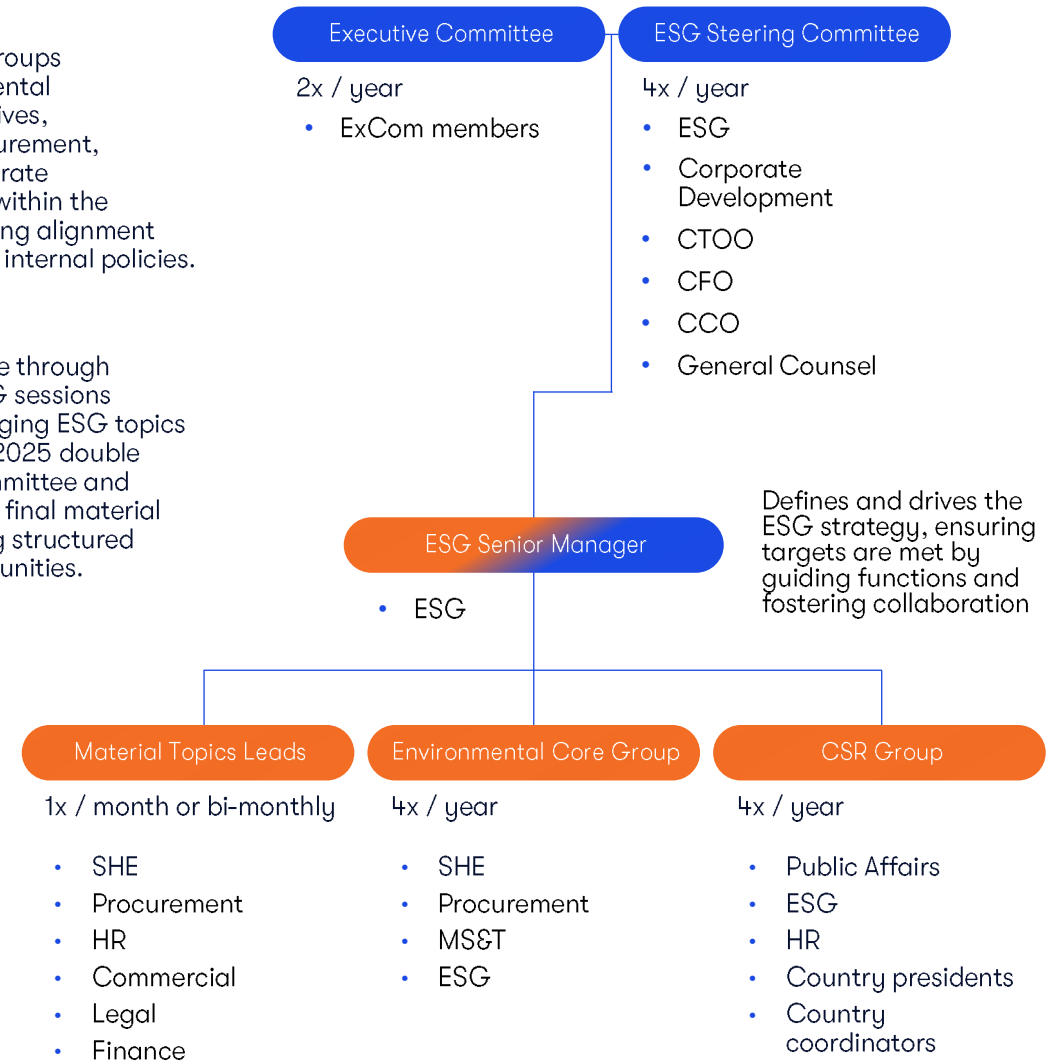 Executive Committee
ESG Steering Committee
2x / year
• ExCom members
4x / year
• ESG
• Corporate
Development
• CTOO
• CFO
• CCO
• General Counsel
roups
ental
ives,
urement,
rate
within the
ng alignment
internal policies.
e through
G sessions
ging ESG topics
2025 double
mmittee and
final material
g structured
unities.
ESG Senior Manager
• ESG
Defines and drives the
ESG strategy, ensuring
targets are met by
guiding functions and
fostering collaboration
Material Topics Leads
1x / month or bi-monthly
• SHE
• Procurement
• HR
• Commercial
• Legal
• Finance
Environmental Core Group
4x / year
• SHE
• Procurement
• MS&T
• ESG
CSR Group
4x / year
• Public Affairs
• ESG
• HR
• Country presidents
• Country
coordinators